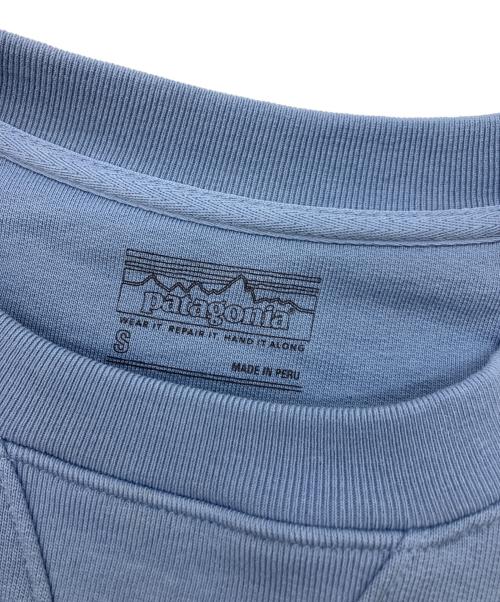 patagonia
WEAR IT REPAIR IT HAND IT ALONG
S
MADE IN PERU